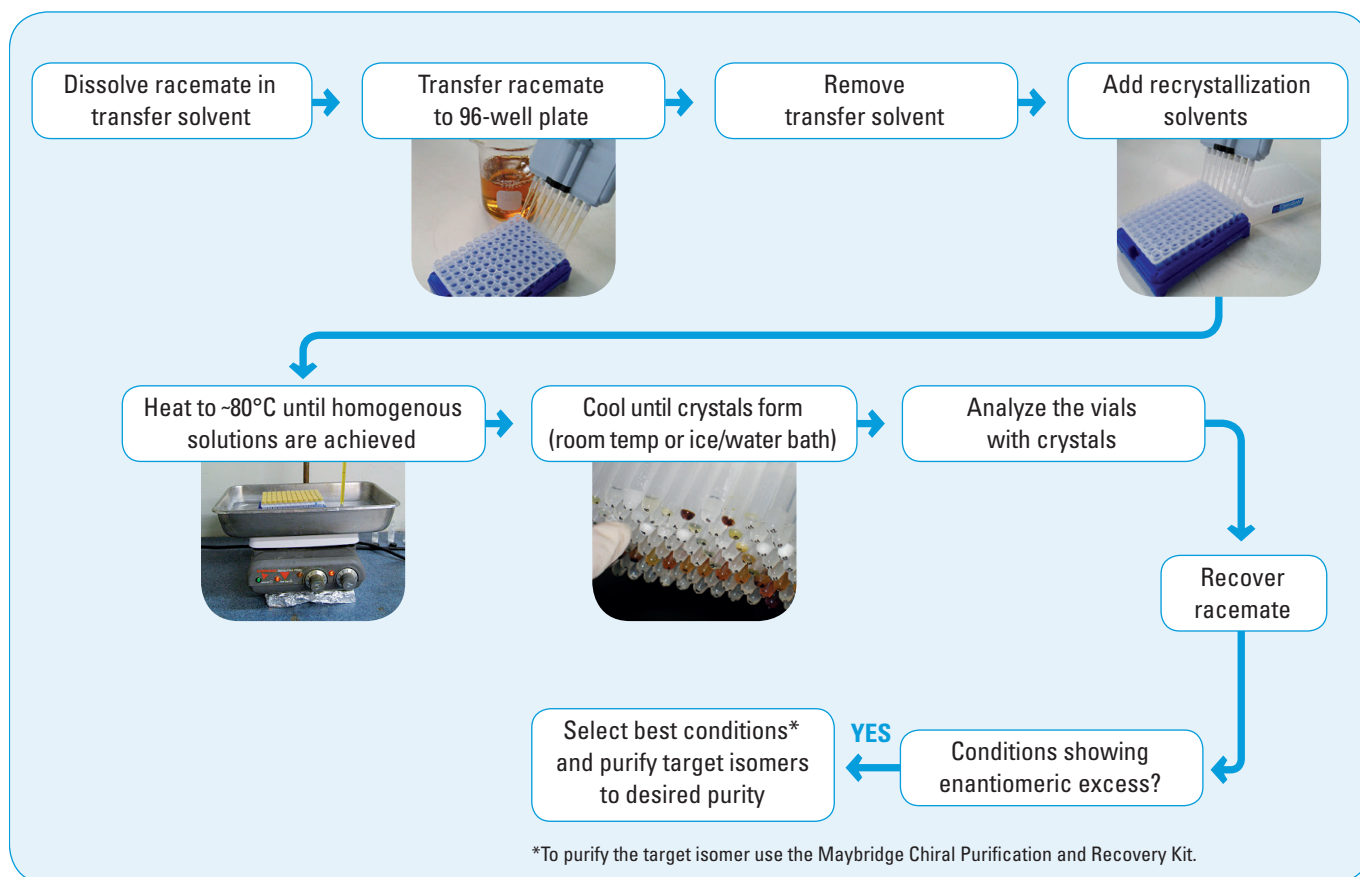 Dissolve racemate in
transfer solvent
Transfer racemate
to 96-well plate
Remove
transfer solvent
Add recrystallization
solvents
Heat to ~80°C until homogenous
solutions are achieved
Cool until crystals form
(room temp or ice/water bath)
Analyze the vials
with crystals
Recover
racemate
Conditions showing
enantiomeric excess?
YES
Select best conditions*
and purify target isomers
to desired purity
*To purify the target isomer use the Maybridge Chiral Purification and Recovery Kit.